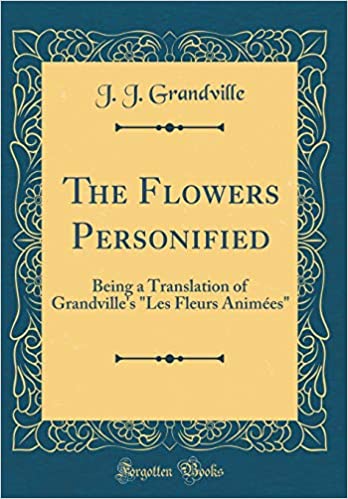 J. J. Grandville
The Flowers
Personified
Being a Translation of
Grandville's "Les Fleurs Animées"
Forgotten Books